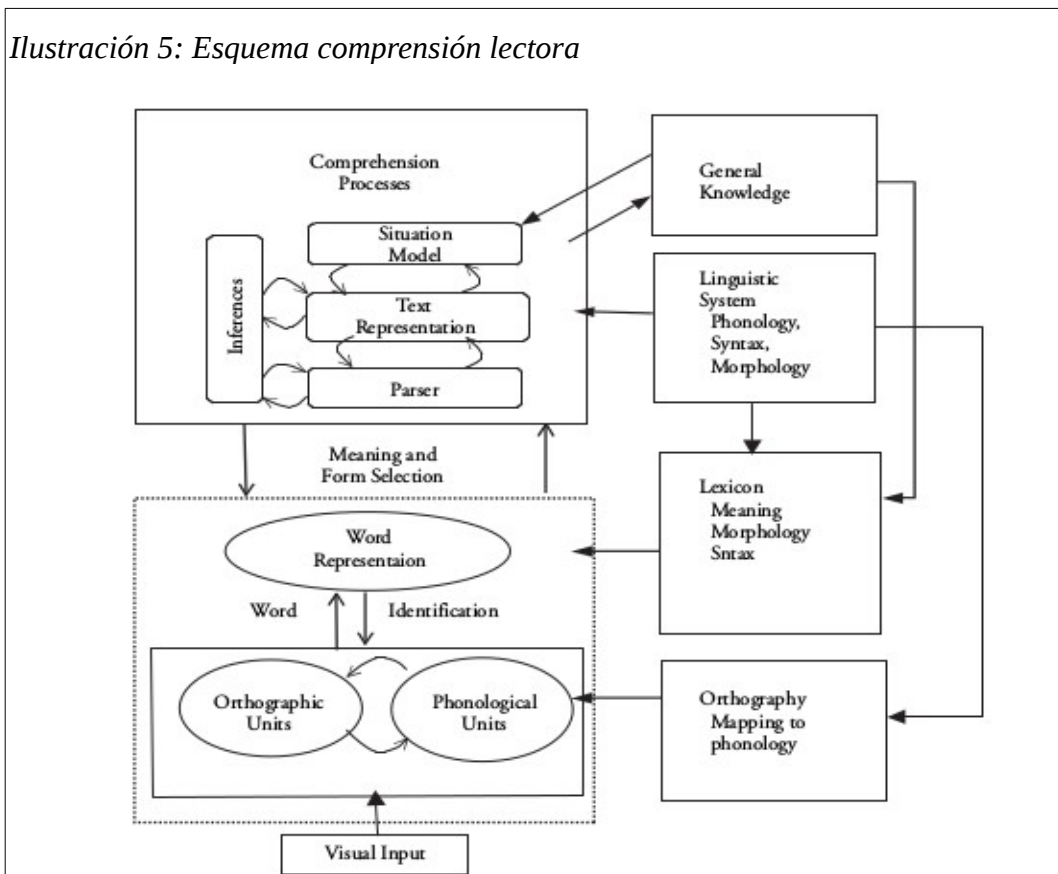 Ilustración 5: Esquema comprensión lectora
Comprehension
Processes
Situation
Model
Inferences
Text
Representation
Parser
General
Knowledge
Linguistic
System
Phonology,
Syntax,
Morphology
Meaning and
Form Selection
Lexicon
Meaning
Morphology
Sntax
Word
Representaion
Word
Identification
Orthographic
Units
Phonological
Units
Orthography
Mapping to
phonology
Visual Input